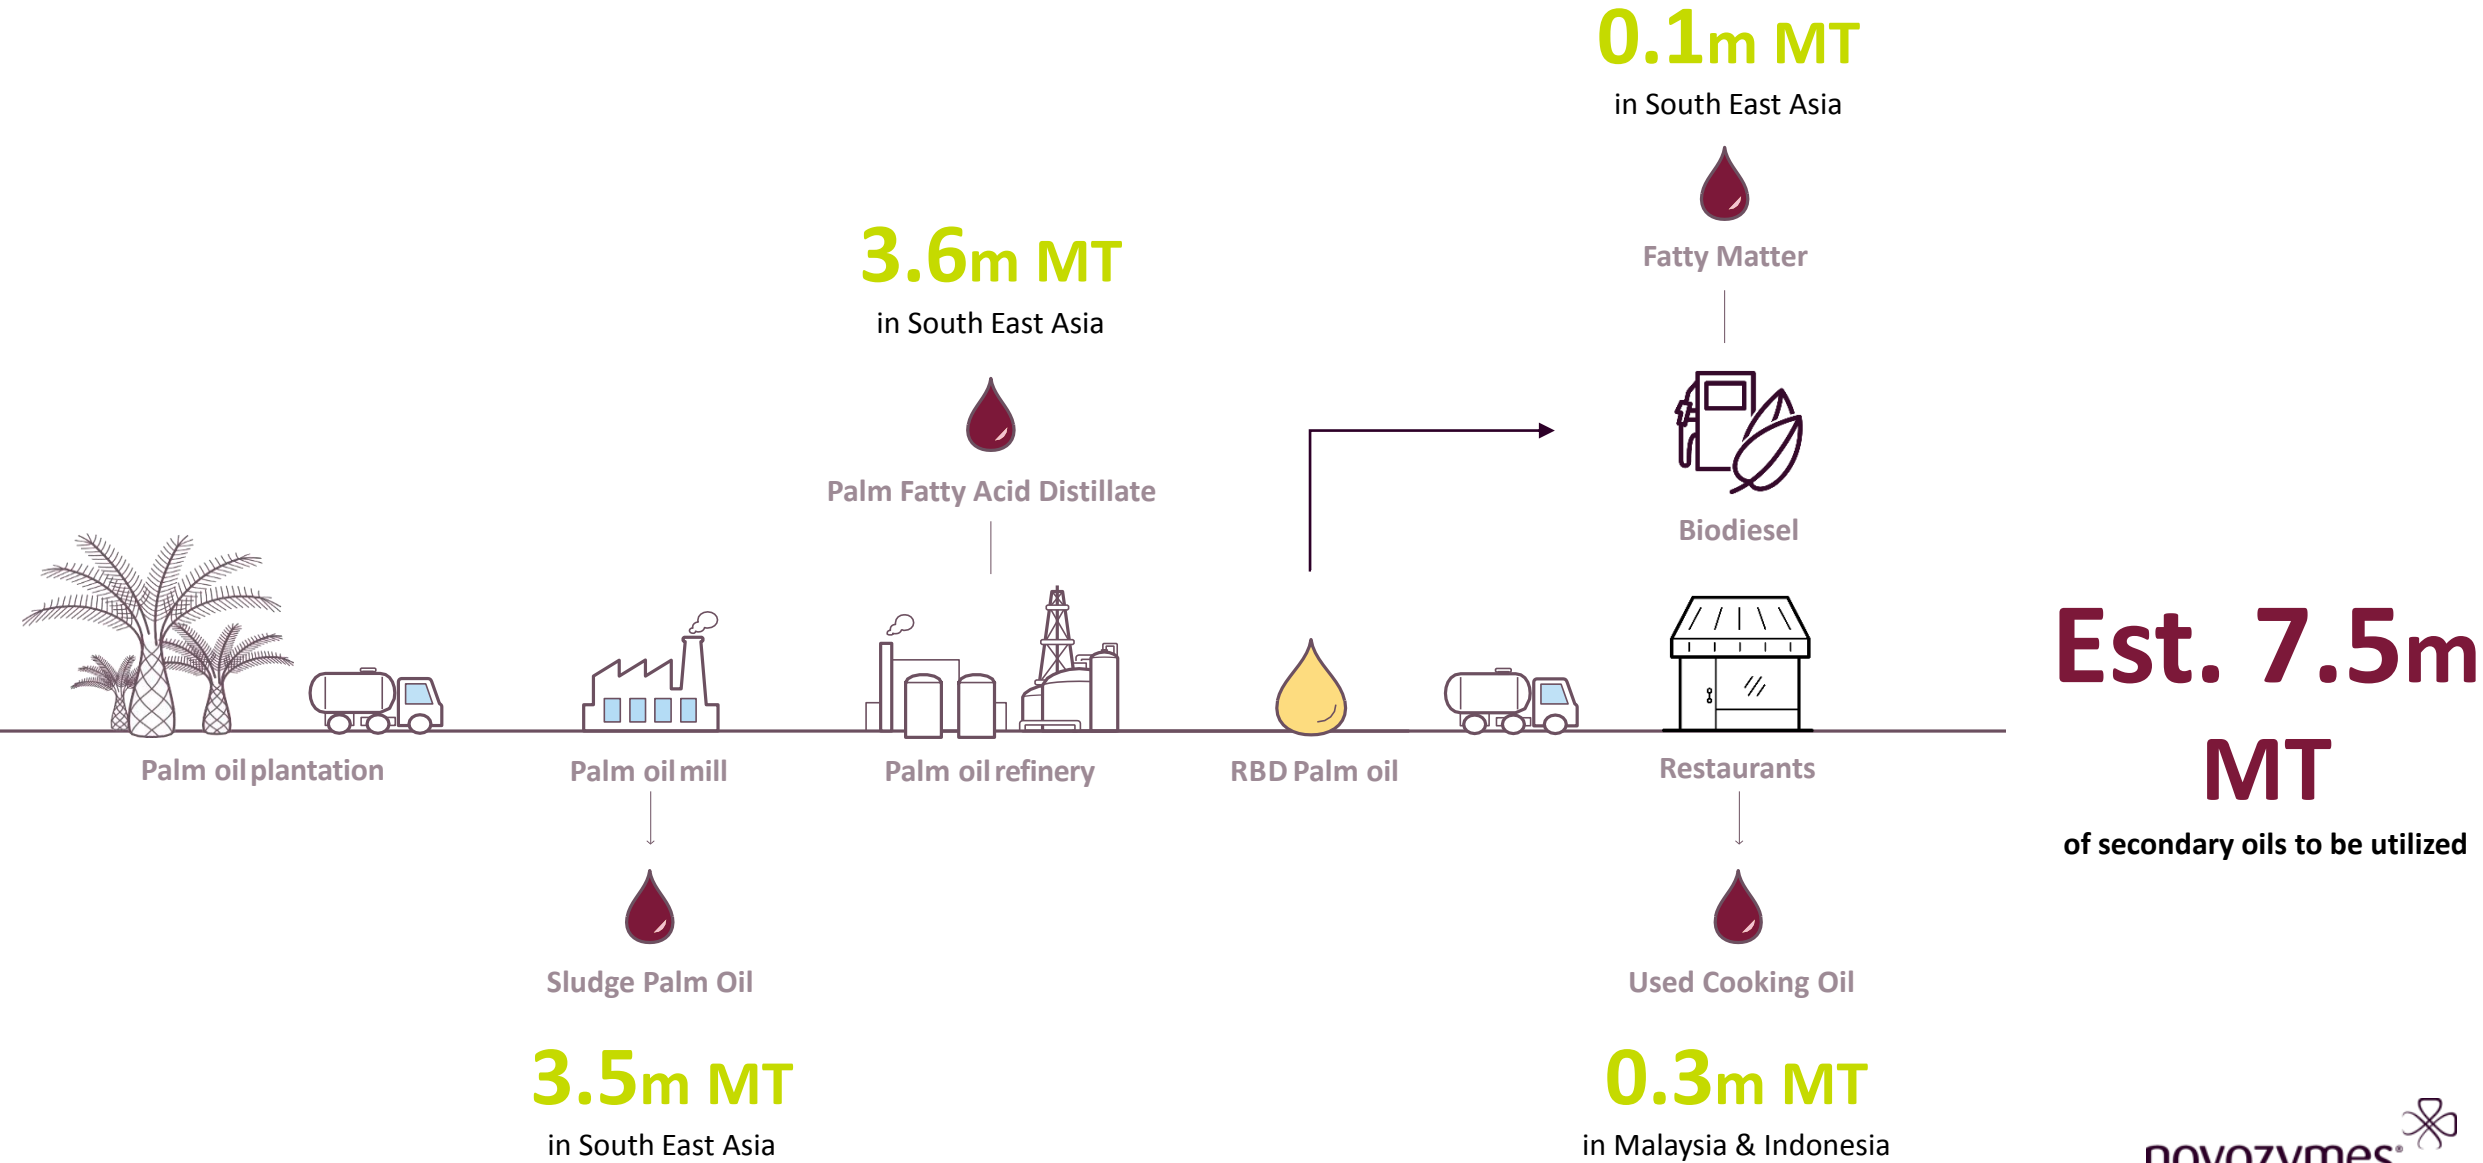 0.1m MT
in South East Asia
Fatty Matter
3.6m MT
in South East Asia
Palm Fatty Acid Distillate
Biodiesel
Palm oil plantation
Palm oil mill
Palm oil refinery
RBD Palm oil
Restaurants
Est. 7.5m
MT
of secondary oils to be utilized
Sludge Palm Oil
Used Cooking Oil
3.5m MT
in South East Asia
0.3m MT
in Malaysia & Indonesia
novozymes®